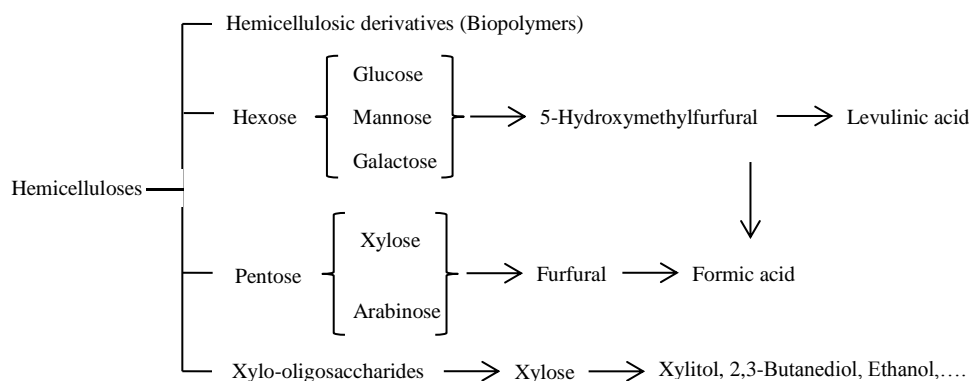 Hemicellulosic derivatives (Biopolymers)
Hexose
Glucose
Mannose
Galactose
5-Hydroxymethylfurfural
Levulinic acid
Hemicelluloses
Pentose
Xylose
Arabinose
Furfural
Formic acid
Xylo-oligosaccharides
Xylose
Xylitol, 2,3-Butanediol, Ethanol,….